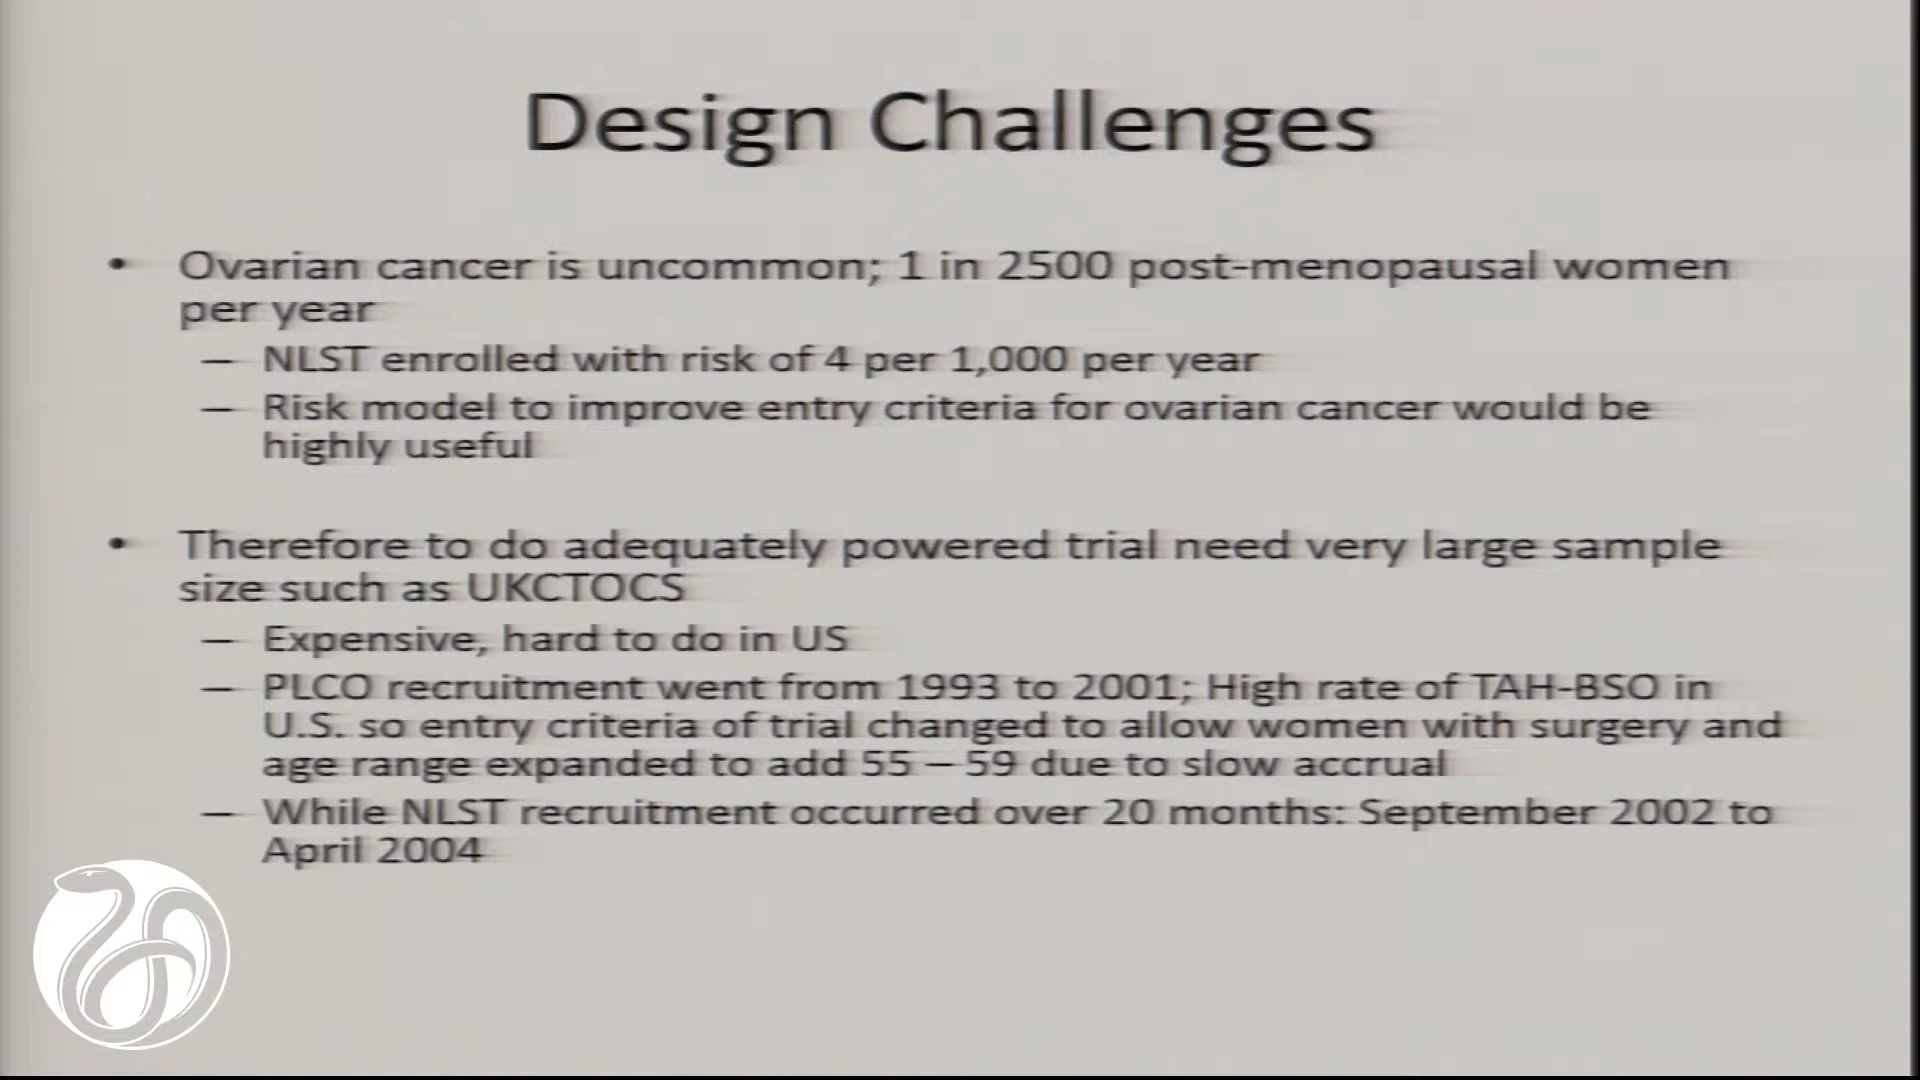 Design Challenges
• Ovarian cancer is uncommon; 1 in 2500 post-menopausal women
per year
– NLST enrolled with risk of 4 per 1,000 per year
– Risk model to improve entry criteria for ovarian cancer would be
highly useful
• Therefore to do adequately powered trial need very large sample
size such as UKCTOCS
– Expensive, hard to do in US
– PLCO recruitment went from 1993 to 2001; High rate of TAH-BSO in
U.S. so entry criteria of trial changed to allow women with surgery and
age range expanded to add 55 – 59 due to slow accrual
– While NLST recruitment occurred over 20 months: September 2002 to
April 2004